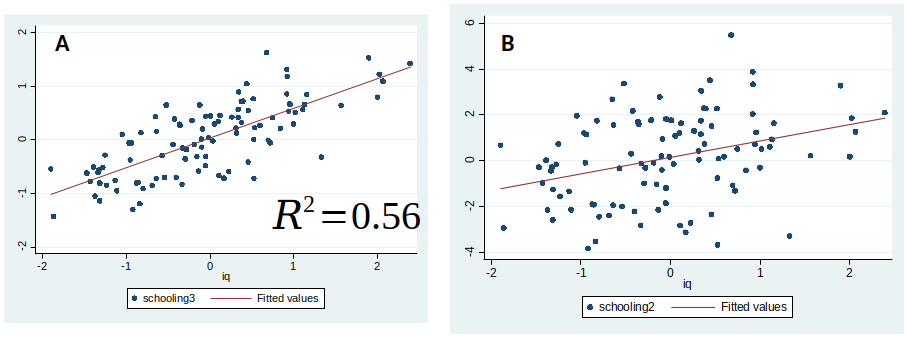 A
2
1
0
-1
-2
-2 -1 0 1 2
iq
R² = 0.56
schooling3 Fitted values
B
6
4
2
0
-2
-4
-2 -1 0 1 2
iq
schooling2 Fitted values